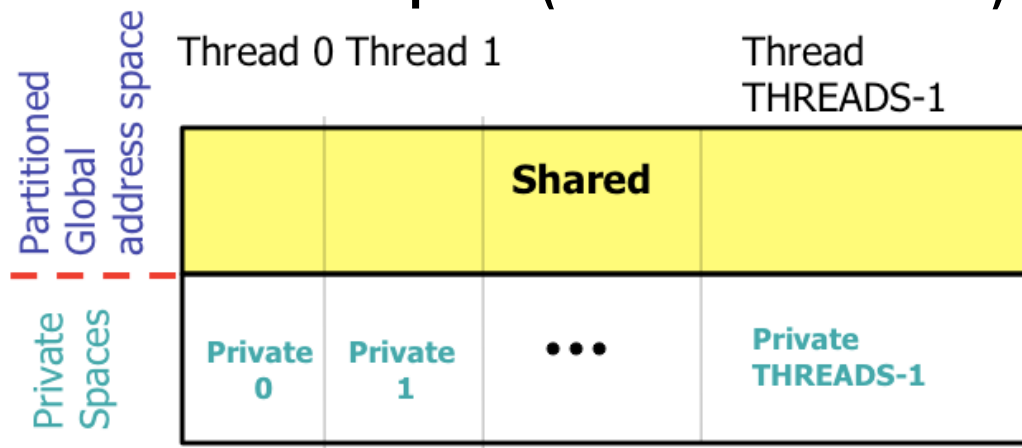 Thread 0 Thread 1
Thread
THREADS-1
Partitioned
Global
address space
Shared
Private
Spaces
Private
0
Private
1
•••
Private
THREADS-1